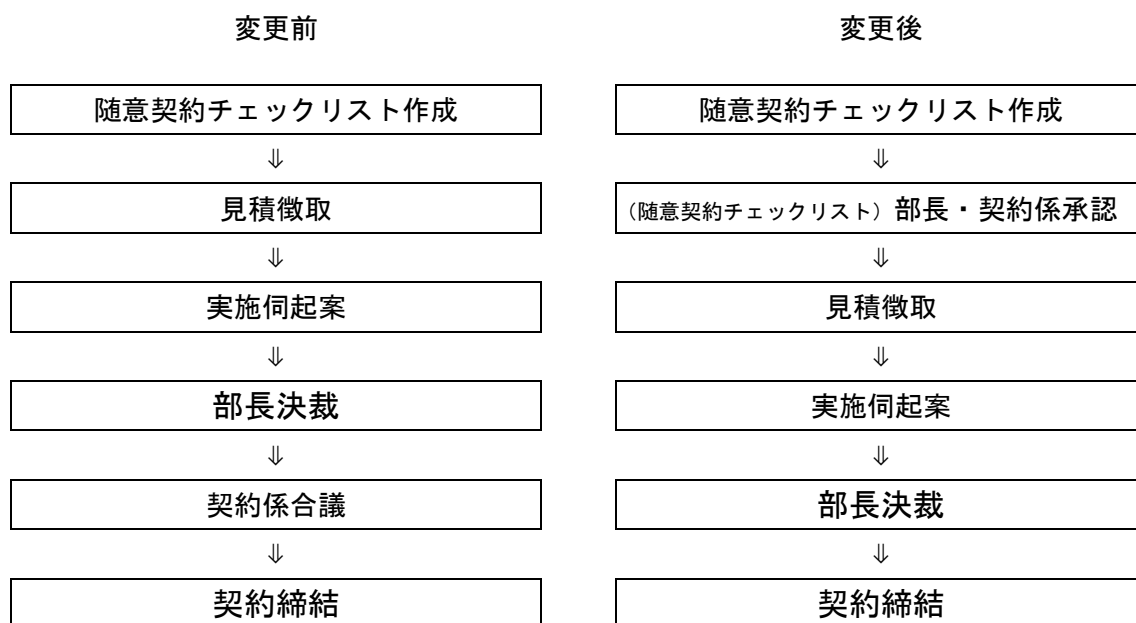 変更前
随意契約チェックリスト作成
⇓
見積徴取
⇓
実施伺起案
⇓
部長決裁
⇓
契約係合議
⇓
契約締結
変更後
随意契約チェックリスト作成
⇓
（随意契約チェックリスト）部長・契約係承認
⇓
見積徴取
⇓
実施伺起案
⇓
部長決裁
⇓
契約締結